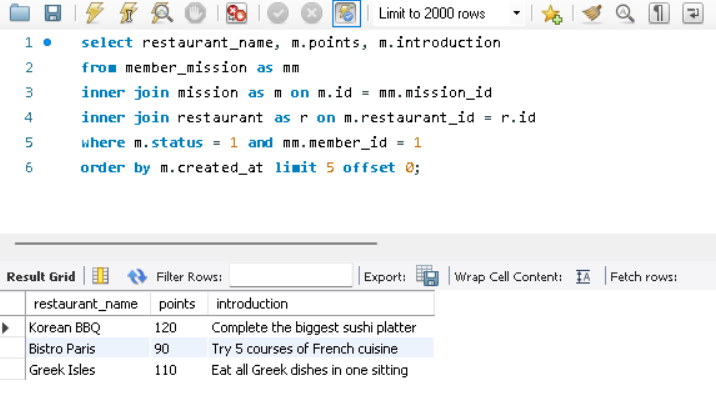 Limit to 2000 rows
1 select restaurant_name, m.points, m.introduction
2 from member_mission as mm
3 inner join mission as m on m.id = mm.mission_id
4 inner join restaurant as r on m.restaurant_id = r.id
5 where m.status = 1 and mm.member_id = 1
6 order by m.created_at limit 5 offset 0;
Result Grid Filter Rows: Export: Wrap Cell Content: Fetch rows:
restaurant_name points introduction
Korean BBQ 120 Complete the biggest sushi platter
Bistro Paris 90 Try 5 courses of French cuisine
Greek Isles 110 Eat all Greek dishes in one sitting